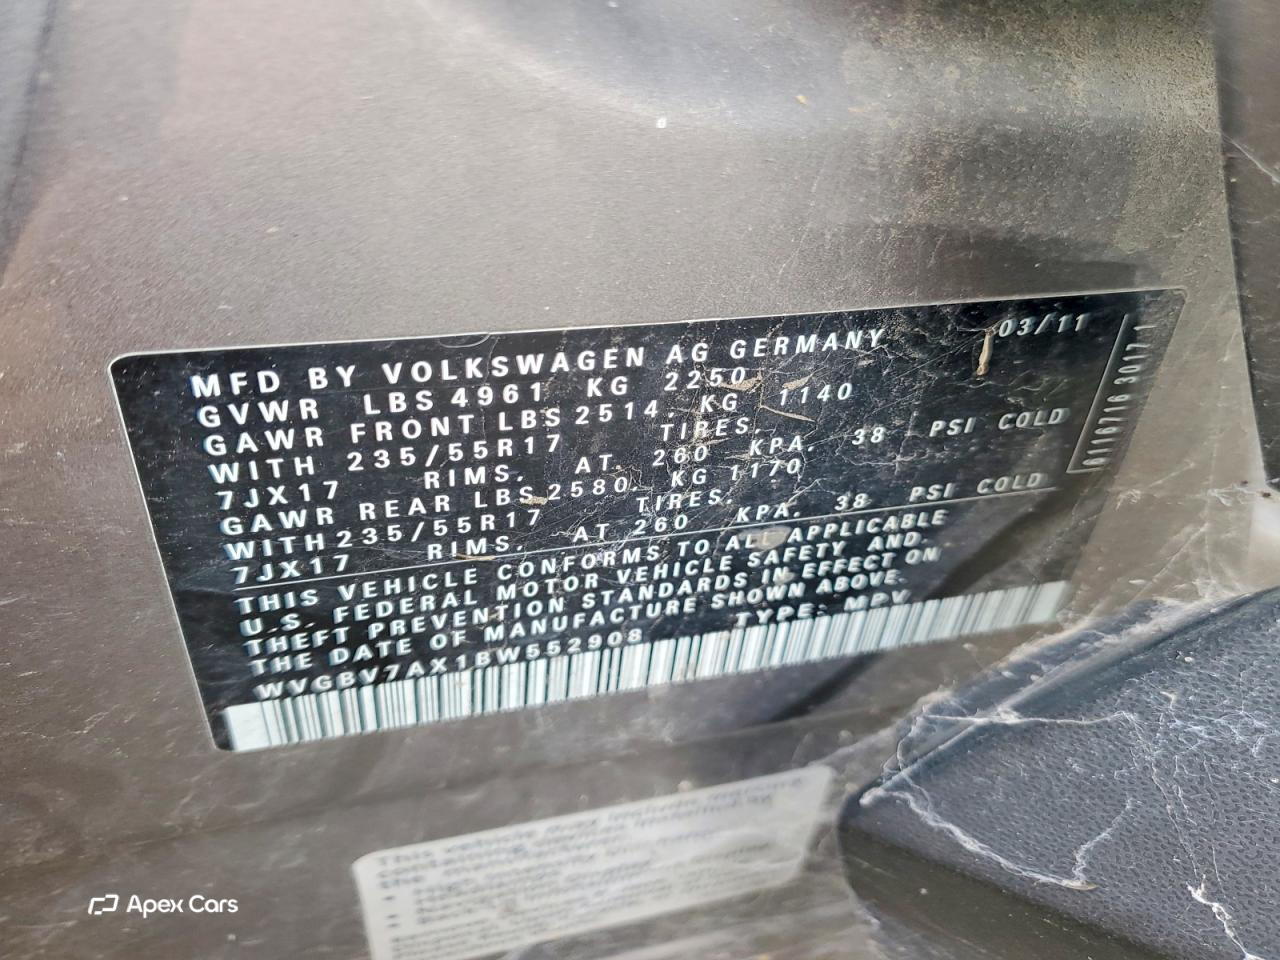 MFD BY VOLKSWAGEN AG GERMANY 03/11
GVWR LBS 4961 KG 2250
GAWR FRONT LBS 2514. KG 1140
WITH 235/55R17 TIRES.
7JX17 RIMS. AT. 260 KPA. 38 PSI COLD
GAWR REAR LBS 2580. KG 1170
WITH 235/55R17 TIRES.
7JX17 RIMS. AT 260 KPA. 38 PSI COLD
THIS VEHICLE CONFORMS TO ALL APPLICABLE
U.S. FEDERAL MOTOR VEHICLE SAFETY AND.
THEFT PREVENTION STANDARDS IN EFFECT ON
THE DATE OF MANUFACTURE SHOWN ABOVE.
WVGBV7AX1BW552908 TYPE: MPV
This vehicle
Apex Cars